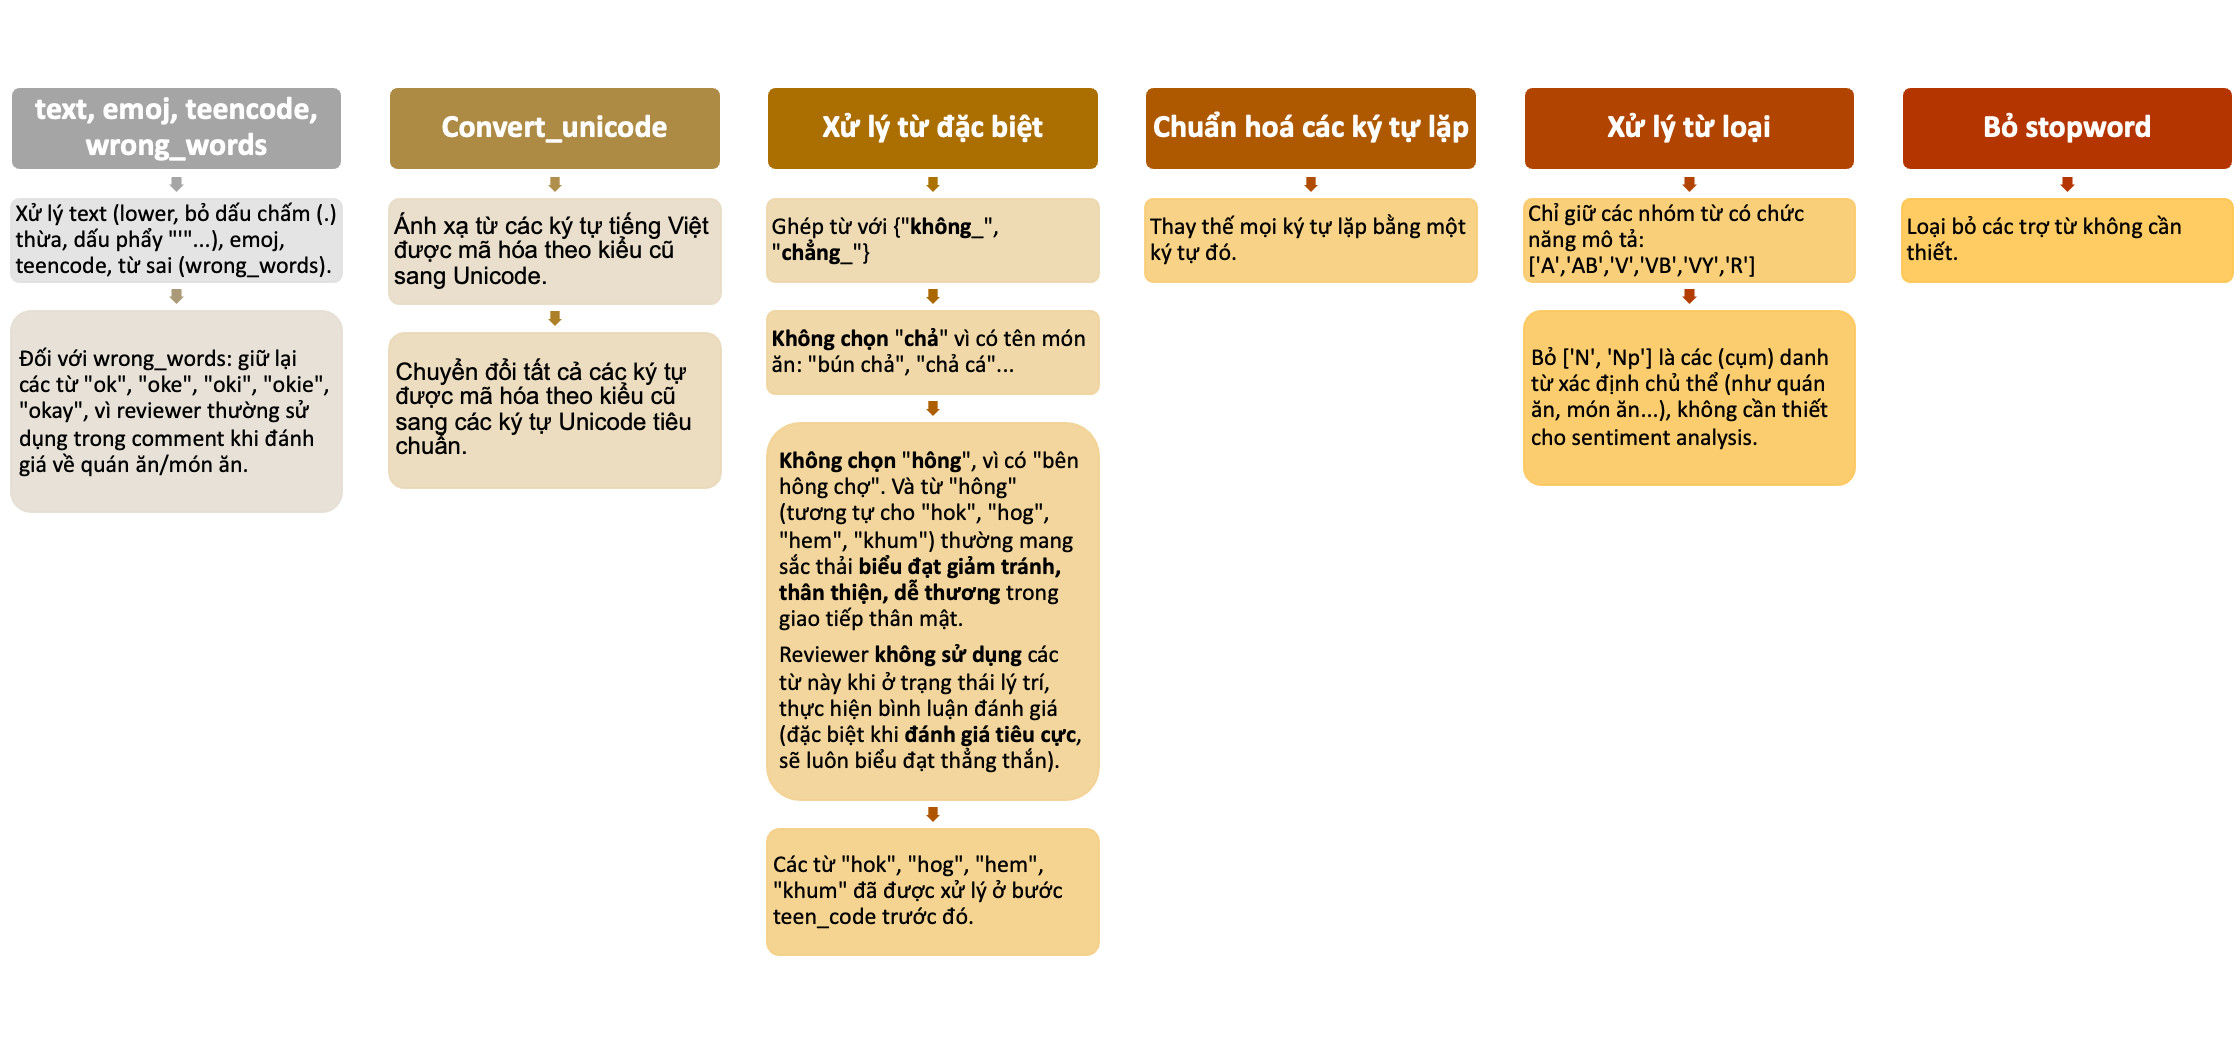 text, emoj, teencode,
wrong_words
Xử lý text (lower, bỏ dấu chấm (.)
thừa, dấu phẩy "'"...), emoj,
teencode, từ sai (wrong_words).
Đối với wrong_words: giữ lại
các từ "ok", "oke", "oki", "okie",
"okay", vì reviewer thường sử
dụng trong comment khi đánh
giá về quán ăn/món ăn.
Convert_unicode
Ánh xạ từ các ký tự tiếng Việt
được mã hóa theo kiểu cũ
sang Unicode.
Chuyển đổi tất cả các ký tự
được mã hóa theo kiểu cũ
sang các ký tự Unicode tiêu
chuẩn.
Xử lý từ đặc biệt
Ghép từ với {"không_",
"chẳng_"}
Không chọn "chả" vì có tên món
ăn: "bún chả", "chả cá"...
Không chọn "hông", vì có "bên
hông chợ". Và từ "hông"
(tương tự cho "hok", "hog",
"hem", "khum") thường mang
sắc thải biểu đạt giảm tránh,
thân thiện, dễ thương trong
giao tiếp thân mật.
Reviewer không sử dụng các
từ này khi ở trạng thái lý trí,
thực hiện bình luận đánh giá
(đặc biệt khi đánh giá tiêu cực,
sẽ luôn biểu đạt thẳng thắn).
Các từ "hok", "hog", "hem",
"khum" đã được xử lý ở bước
teen_code trước đó.
Chuẩn hoá các ký tự lặp
Thay thế mọi ký tự lặp bằng một
ký tự đó.
Xử lý từ loại
Chỉ giữ các nhóm từ có chức
năng mô tả:
['A','AB','V','VB','VY','R']
Bỏ ['N', 'Np'] là các (cụm) danh
từ xác định chủ thể (như quán
ăn, món ăn...), không cần thiết
cho sentiment analysis.
Bỏ stopword
Loại bỏ các trợ từ không cần
thiết.